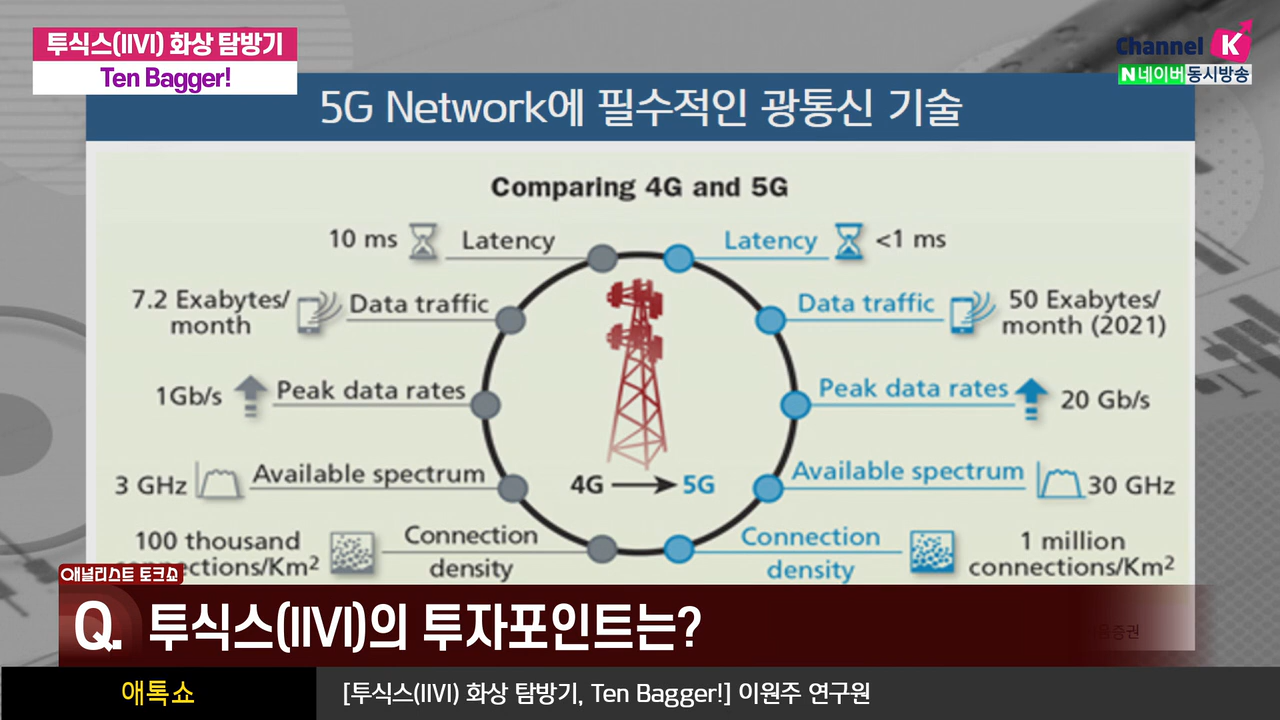 투식스(IIVI) 화상 탐방기
Ten Bagger!
Channel K
N 네이버 동시방송
5G Network에 필수적인 광통신 기술
Comparing 4G and 5G
10 ms Latency
Latency <1 ms
7.2 Exabytes/
month
Data traffic
Data traffic
50 Exabytes/
month (2021)
1Gb/s Peak data rates
Peak data rates 20 Gb/s
3 GHz Available spectrum
Available spectrum 30 GHz
4G
5G
100 thousand
Km²
Connection
density
Connection
density
1 million
connections/Km²
애널리스트 토크쇼
Q. 투식스(IIVI)의 투자포인트는?
증권
애톡쇼
[투식스(IIVI) 화상 탐방기, Ten Bagger!] 이원주 연구원